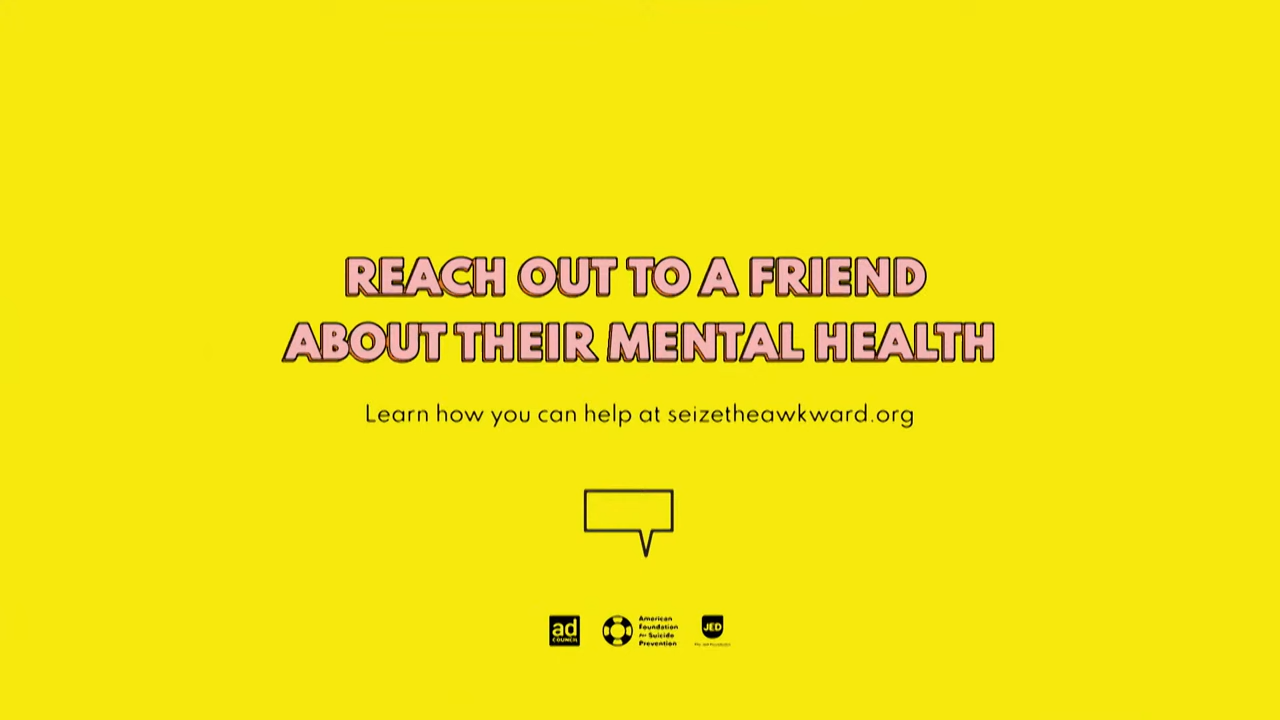 REACH OUT TO A FRIEND
ABOUT THEIR MENTAL HEALTH
Learn how you can help at seizetheawkward.org
ad
COUNCIL
American
Foundation
for Suicide
Prevention
JED